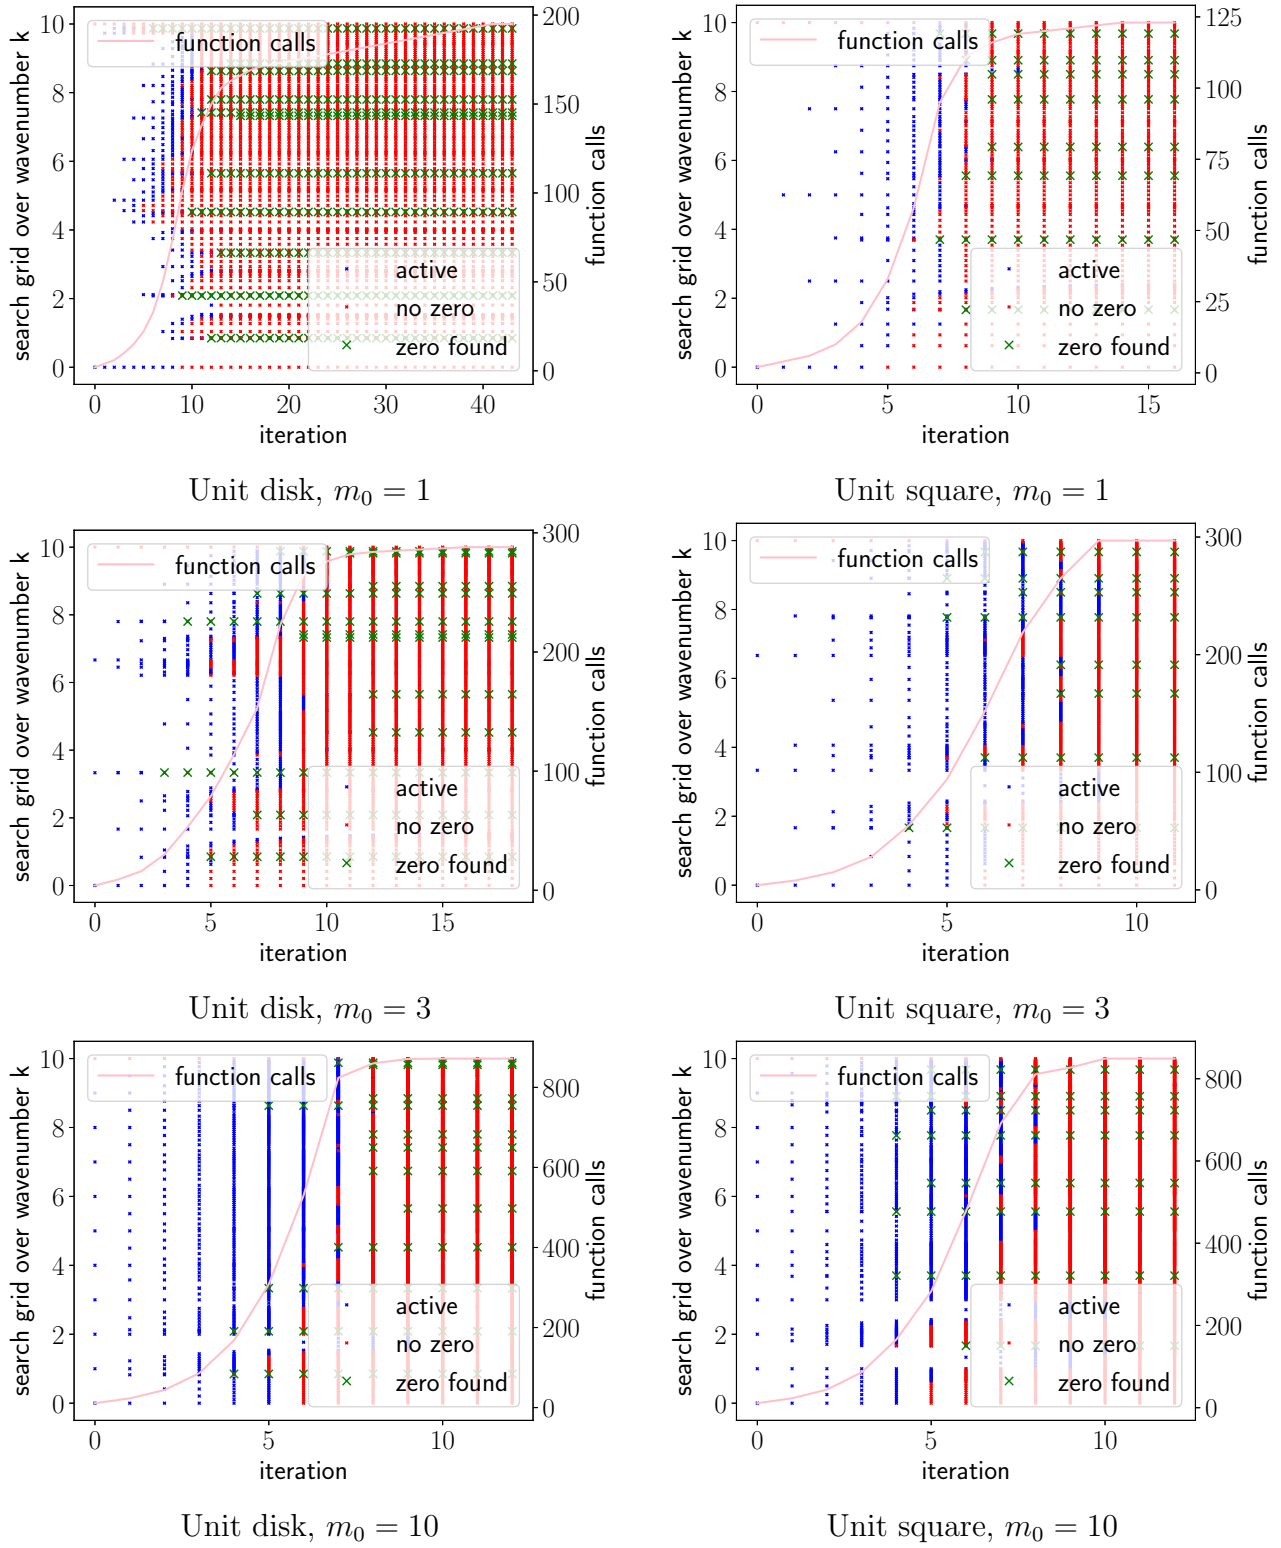 search grid over wavenumber k
10
8
6
4
2
0
function calls
active
no zero
zero found
200
150
100
50
0
function calls
0 10 20 30 40
iteration
Unit disk, m₀ = 1
search grid over wavenumber k
10
8
6
4
2
0
function calls
active
no zero
zero found
125
100
75
50
25
0
function calls
0 5 10 15
iteration
Unit square, m₀ = 1
search grid over wavenumber k
10
8
6
4
2
0
function calls
active
no zero
zero found
300
200
100
0
function calls
0 5 10 15
iteration
Unit disk, m₀ = 3
search grid over wavenumber k
10
8
6
4
2
0
function calls
active
no zero
zero found
300
200
100
0
function calls
0 5 10
iteration
Unit square, m₀ = 3
search grid over wavenumber k
10
8
6
4
2
0
function calls
active
no zero
zero found
800
600
400
200
0
function calls
0 5 10
iteration
Unit disk, m₀ = 10
search grid over wavenumber k
10
8
6
4
2
0
function calls
active
no zero
zero found
800
600
400
200
0
function calls
0 5 10
iteration
Unit square, m₀ = 10